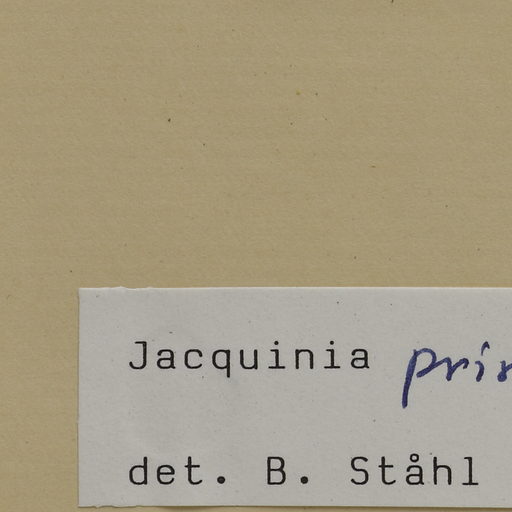 Jacquinia
det. B. Ståhl